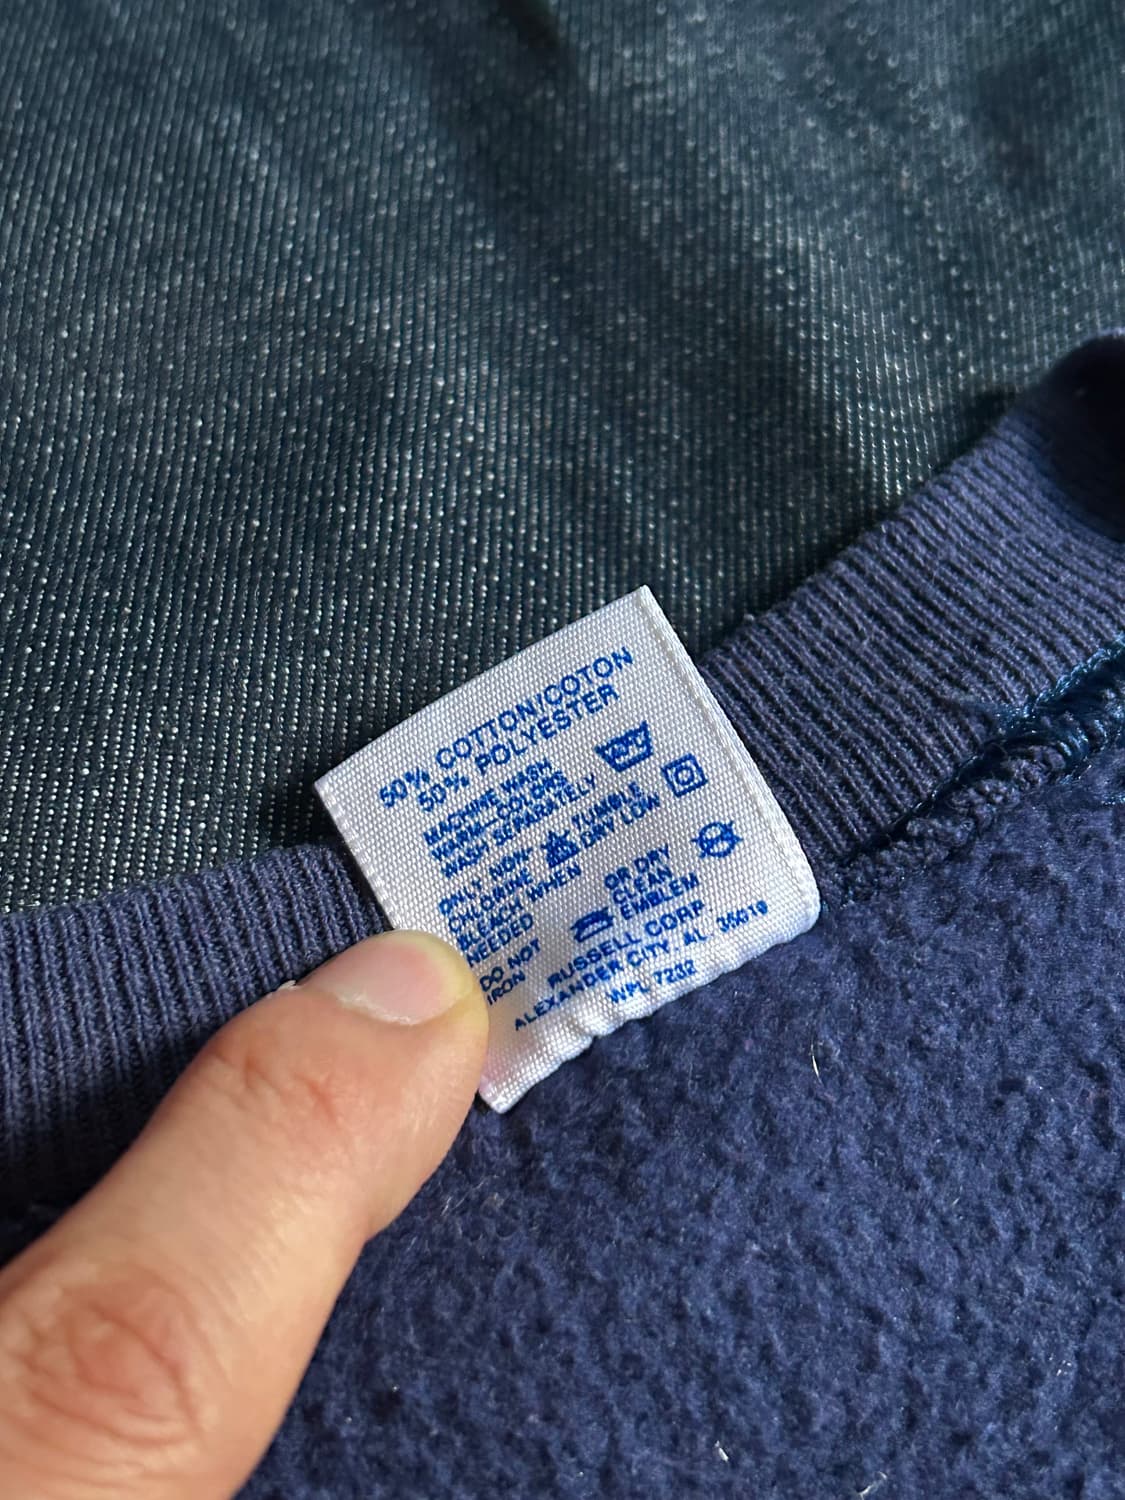 50% COTTON/COTON
50% POLYESTER
MACHINE WASH
WARM—COLORS
WASH SEPARATELY
ONLY NON-
CHLORINE
BLEACH WHEN
NEEDED
TUMBLE
DRY LOW
DO NOT
IRON
OR DRY
CLEAN
EMBLEM
RUSSELL CORP.
ALEXANDER CITY, AL 35010
WPL 7232